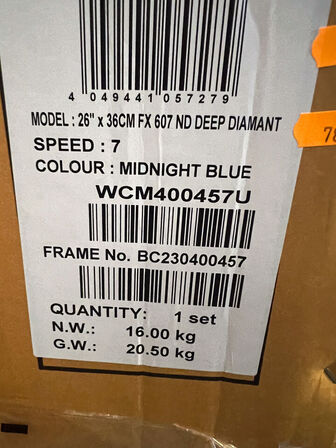 4 049441 057279
MODEL : 26" x 36CM FX 607 ND DEEP DIAMANT
SPEED : 7
COLOUR : MIDNIGHT BLUE
WCM400457U
FRAME No. BC230400457
QUANTITY: 1 set
N.W.: 16.00 kg
G.W.: 20.50 kg